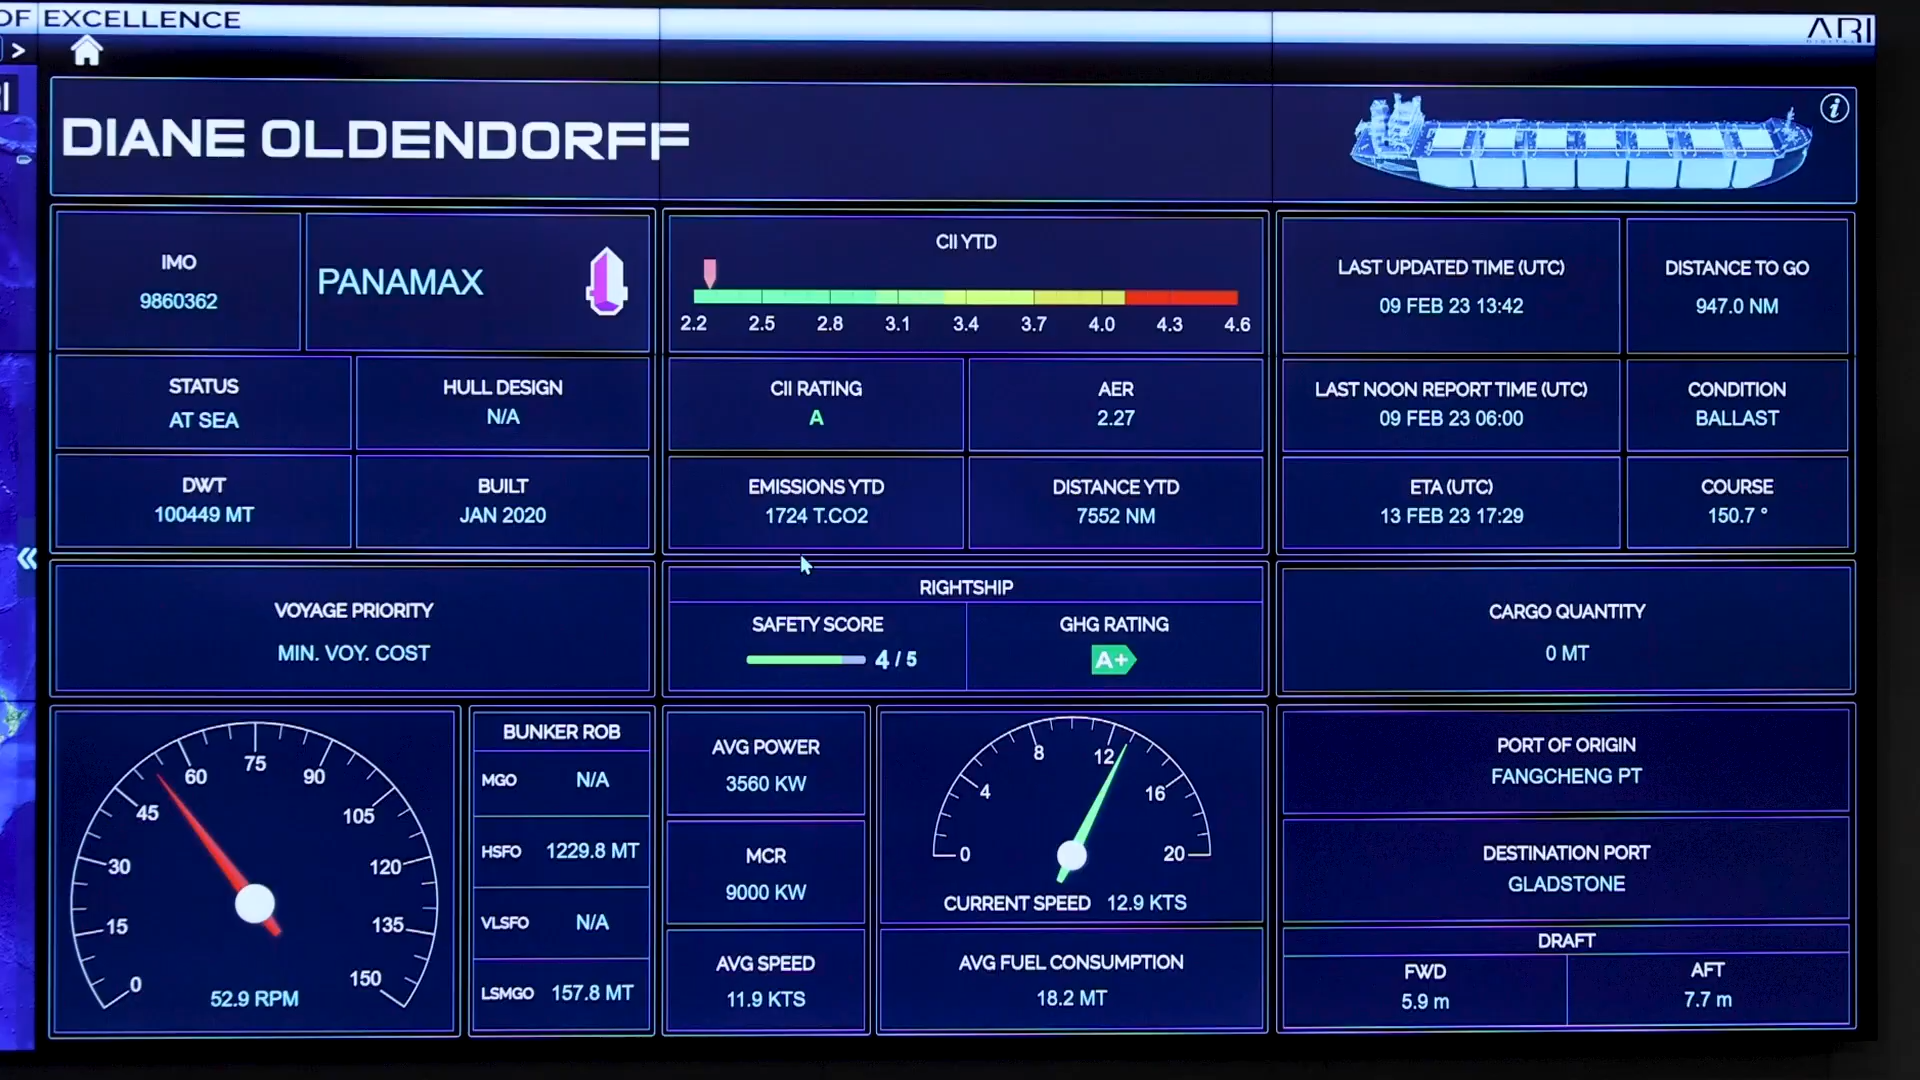 OF EXCELLENCE
ARI
DIGITAL
>
DIANE OLDENDORFF
i
IMO
9860362
PANAMAX
CII YTD
2.2 2.5 2.8 3.1 3.4 3.7 4.0 4.3 4.6
LAST UPDATED TIME (UTC)
09 FEB 23 13:42
DISTANCE TO GO
947.0 NM
STATUS
AT SEA
HULL DESIGN
N/A
CII RATING
A
AER
2.27
LAST NOON REPORT TIME (UTC)
09 FEB 23 06:00
CONDITION
BALLAST
DWT
100449 MT
BUILT
JAN 2020
EMISSIONS YTD
1724 T.CO2
DISTANCE YTD
7552 NM
ETA (UTC)
13 FEB 23 17:29
COURSE
150.7 °
«
VOYAGE PRIORITY
MIN. VOY. COST
RIGHTSHIP
SAFETY SCORE
4 / 5
GHG RATING
A+
CARGO QUANTITY
0 MT
0 15 30 45 60 75 90 105 120 135 150
52.9 RPM
BUNKER ROB
MGO N/A
HSFO 1229.8 MT
VLSFO N/A
LSMGO 157.8 MT
AVG POWER
3560 KW
MCR
9000 KW
AVG SPEED
11.9 KTS
0 4 8 12 16 20
CURRENT SPEED 12.9 KTS
AVG FUEL CONSUMPTION
18.2 MT
PORT OF ORIGIN
FANGCHENG PT
DESTINATION PORT
GLADSTONE
DRAFT
FWD
5.9 m
AFT
7.7 m